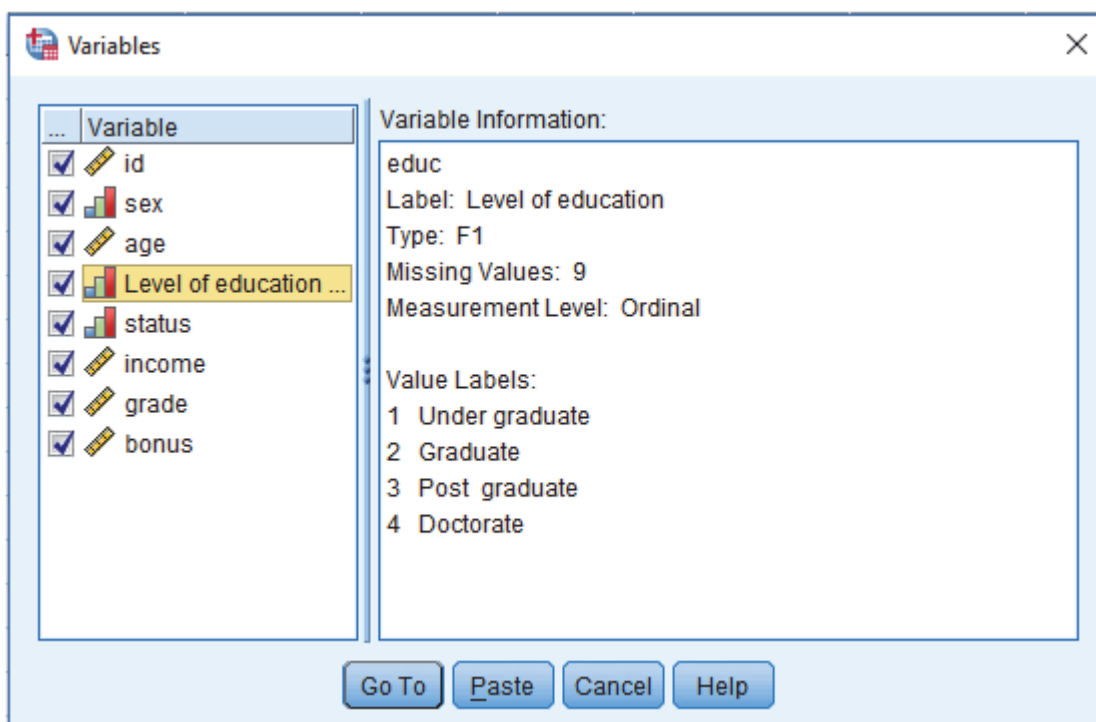 Variables
... Variable
id
sex
age
Level of education ...
status
income
grade
bonus
Variable Information:
educ
Label: Level of education
Type: F1
Missing Values: 9
Measurement Level: Ordinal
Value Labels:
1 Under graduate
2 Graduate
3 Post graduate
4 Doctorate
Go To Paste Cancel Help